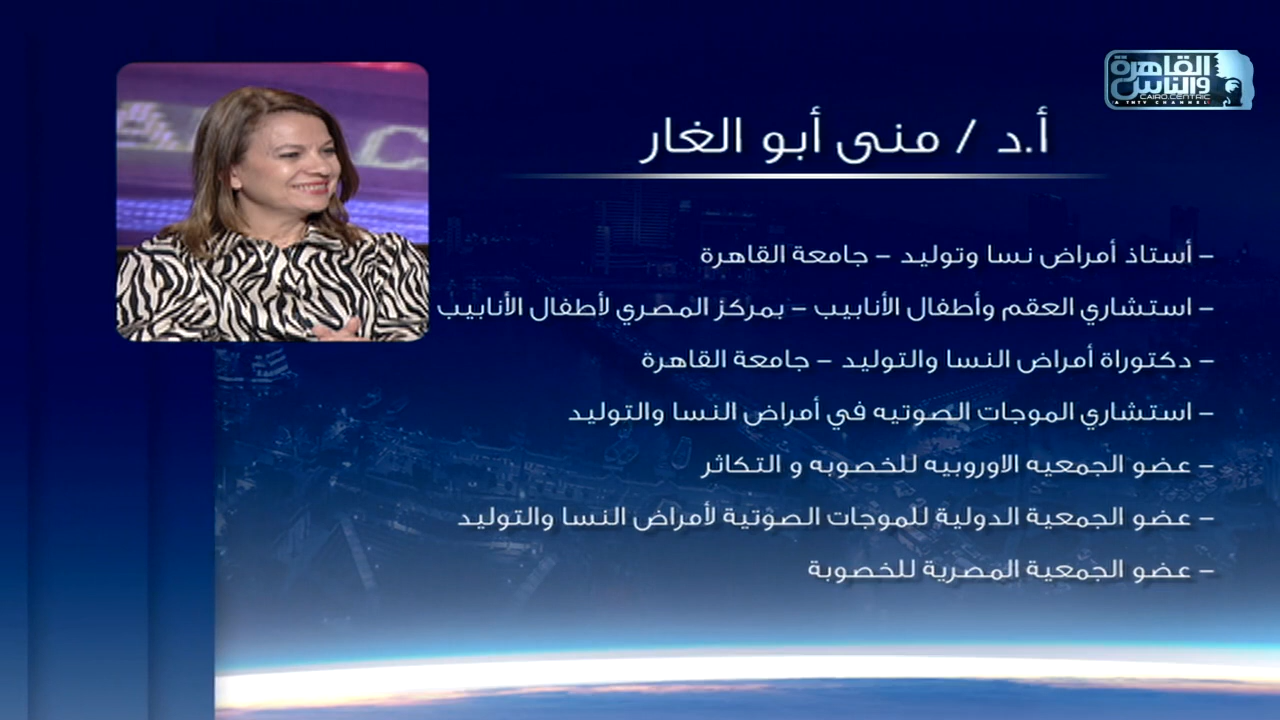 القاهرة
والناس
CAIRO.CENTRIC
A TNTV CHANNEL
أ.د / منى أبو الغار
- أستاذ أمراض نسا وتوليد - جامعة القاهرة
- استشاري العقم وأطفال الأنابيب - بمركز المصري لأطفال الأنابيب
- دكتوراة أمراض النسا والتوليد - جامعة القاهرة
- استشاري الموجات الصوتيه في أمراض النسا والتوليد
- عضو الجمعيه الاوروبيه للخصوبه و التكاثر
- عضو الجمعية الدولية للموجات الصوتية لأمراض النسا والتوليد
- عضو الجمعية المصرية للخصوبة